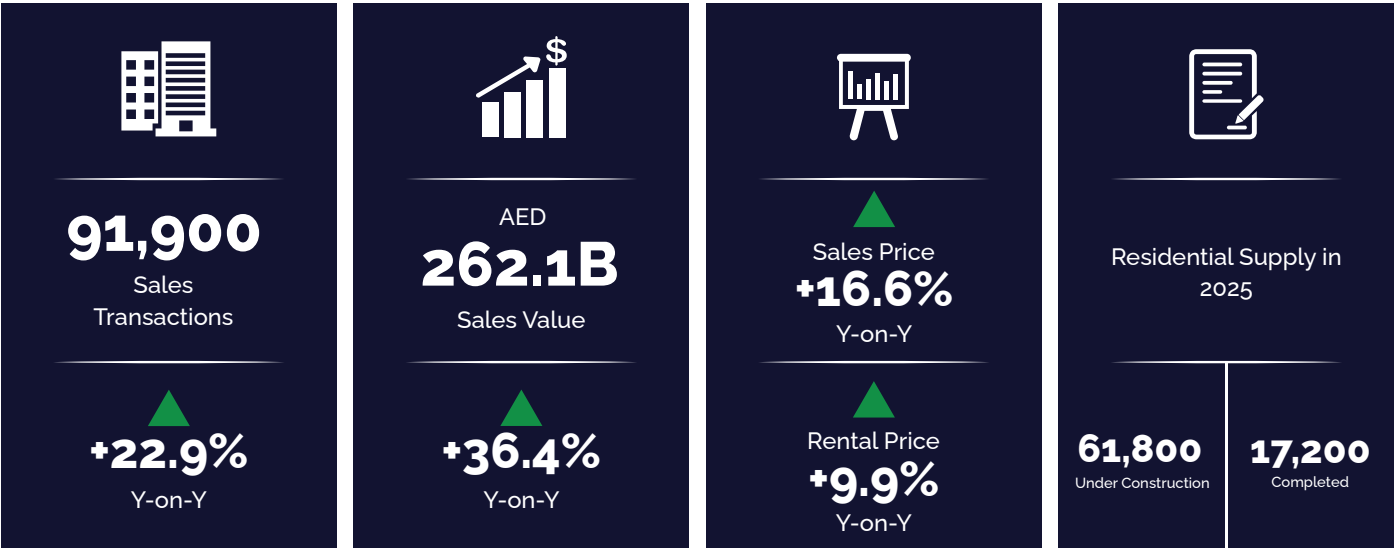 91,900
Sales
Transactions
+22.9%
Y-on-Y
$
AED
262.1B
Sales Value
+36.4%
Y-on-Y
Sales Price
+16.6%
Y-on-Y
Rental Price
+9.9%
Y-on-Y
Residential Supply in
2025
61,800
Under Construction
17,200
Completed